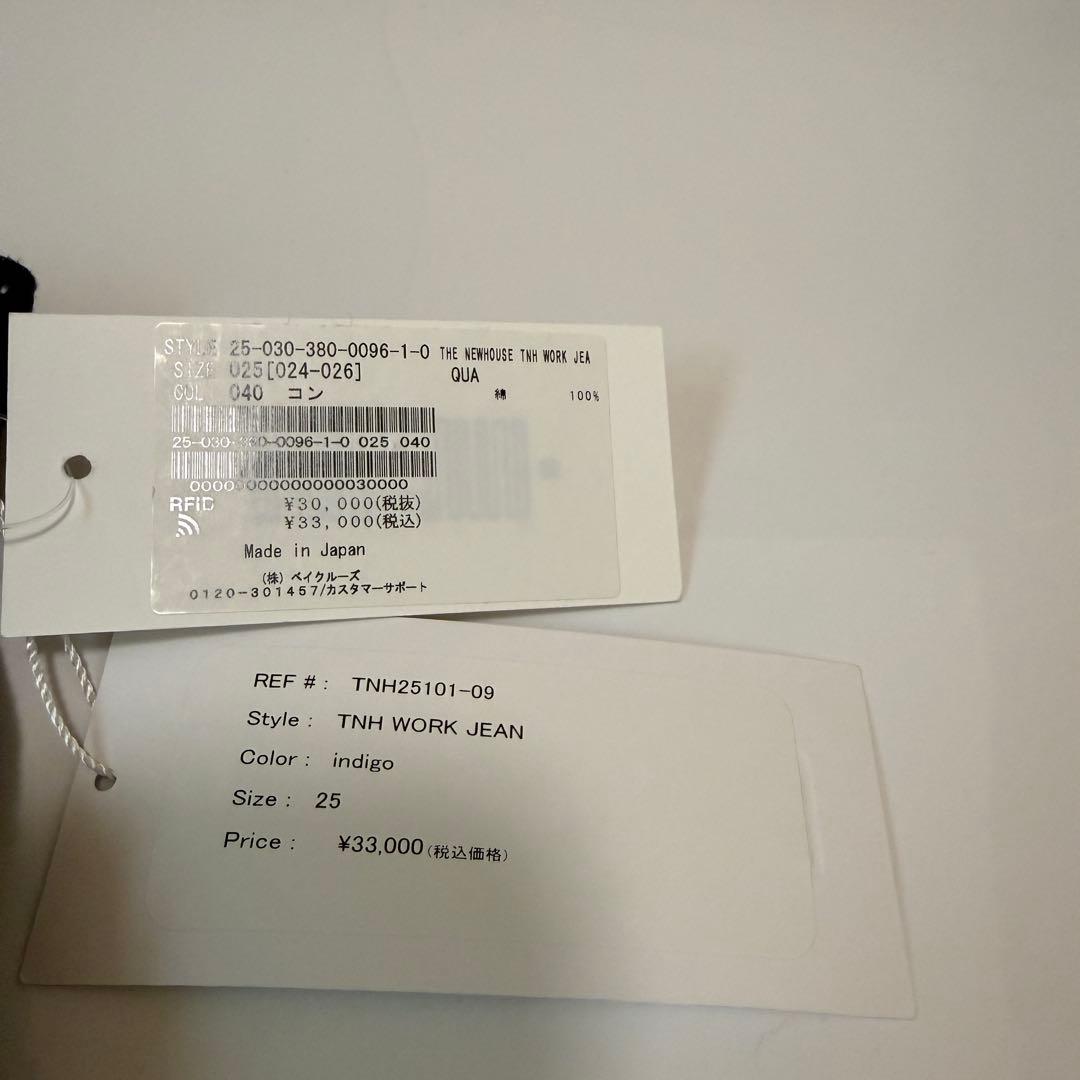 STYLE 25-030-380-0096-1-0 THE NEWHOUSE TNH WORK JEA
SIZE 025[024-026] QUA
COL 040 コン 綿 100%
25-030-380-0096-1-0 025 040
0000000000000000030000
RFID ¥30,000(税抜)
¥33,000(税込)
Made in Japan
(株) ベイクルーズ
0120-301457/カスタマーサポート
REF #: TNH25101-09
Style : TNH WORK JEAN
Color : indigo
Size : 25
Price : ¥33,000(税込価格)